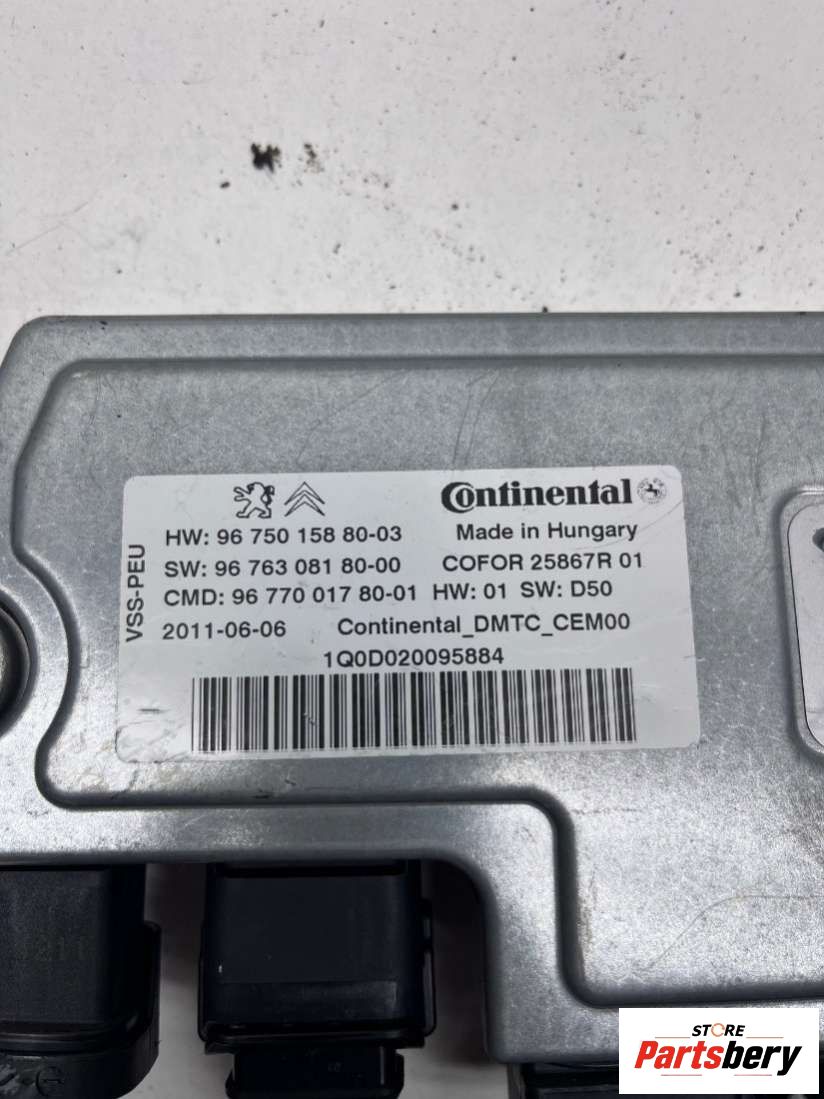 Continental
HW: 96 750 158 80-03 Made in Hungary
SW: 96 763 081 80-00 COFOR 25867R 01
CMD: 96 770 017 80-01 HW: 01 SW: D50
2011-06-06 Continental_DMTC_CEM00
1Q0D020095884
VSS-PEU
STORE
Partsbery